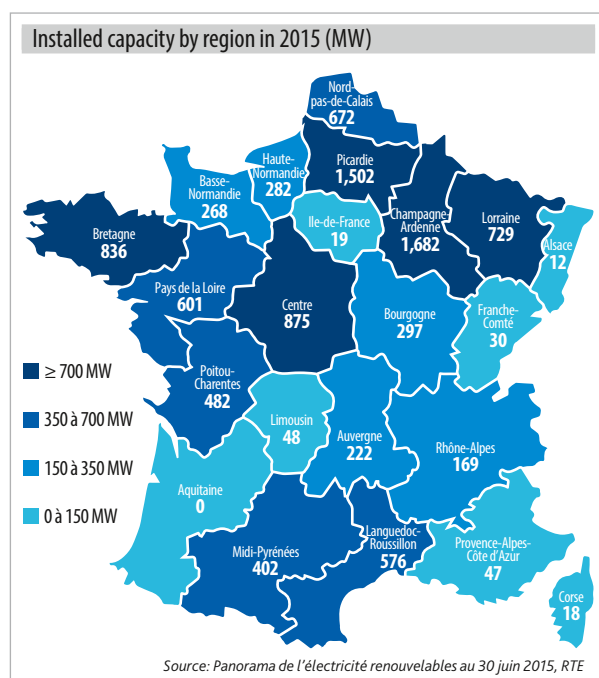 Installed capacity by region in 2015 (MW)
Nord-
pas-de-Calais
672
Picardie
1,502
Haute-
Normandie
282
Basse-
Normandie
268
Ile-de-France
19
Champagne-
Ardenne
1,682
Lorraine
729
Alsace
12
Bretagne
836
Pays de la Loire
601
Centre
875
Bourgogne
297
Franche-
Comté
30
Poitou-
Charentes
482
Limousin
48
Auvergne
222
Rhône-Alpes
169
Aquitaine
0
Midi-Pyrénées
402
Languedoc-
Roussillon
576
Provence-Alpes-
Côte d'Azur
47
Corse
18
≥ 700 MW
350 à 700 MW
150 à 350 MW
0 à 150 MW
Source: Panorama de l'électricité renouvelables au 30 juin 2015, RTE